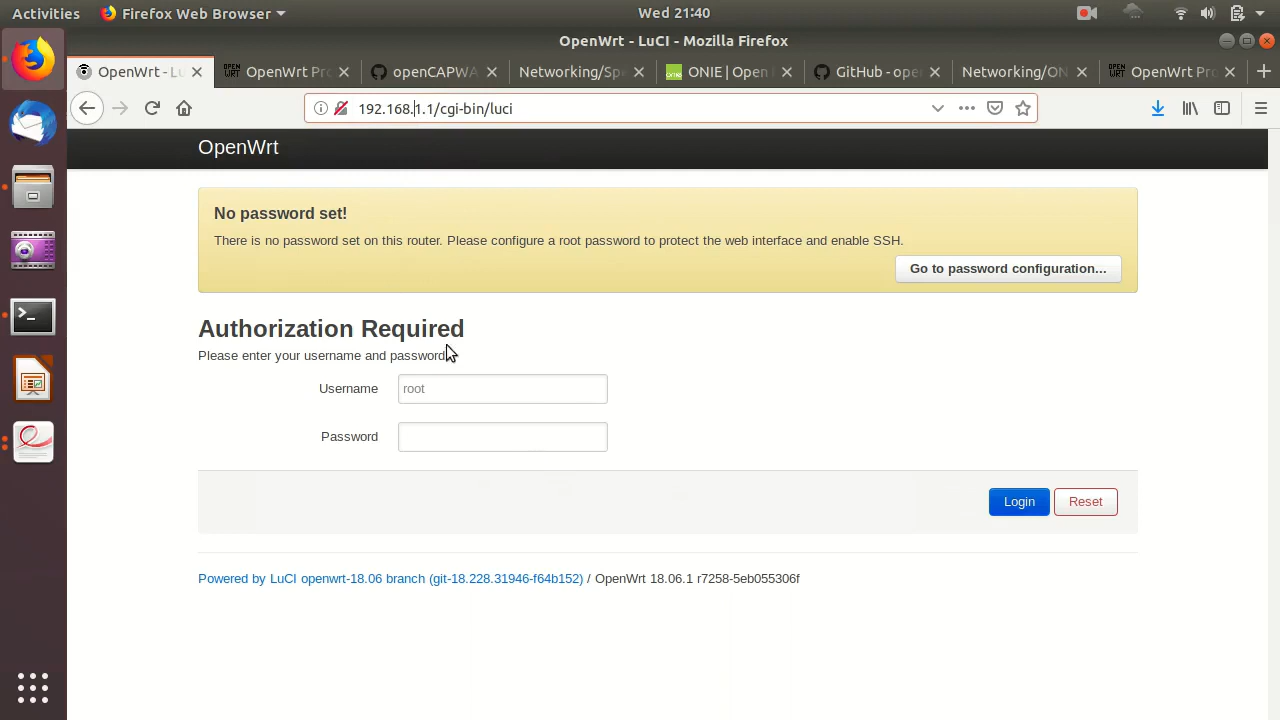 Activities Firefox Web Browser Wed 21:40
OpenWrt - LuCI - Mozilla Firefox
OpenWrt - Lu OpenWrt Pro openCAPWA Networking/Spe ONIE | Open GitHub - ope Networking/ON OpenWrt Pro
192.168.1.1/cgi-bin/luci
OpenWrt
No password set!
There is no password set on this router. Please configure a root password to protect the web interface and enable SSH.
Go to password configuration...
Authorization Required
Please enter your username and password
Username root
Password
Login Reset
Powered by LuCI openwrt-18.06 branch (git-18.228.31946-f64b152) / OpenWrt 18.06.1 r7258-5eb055306f